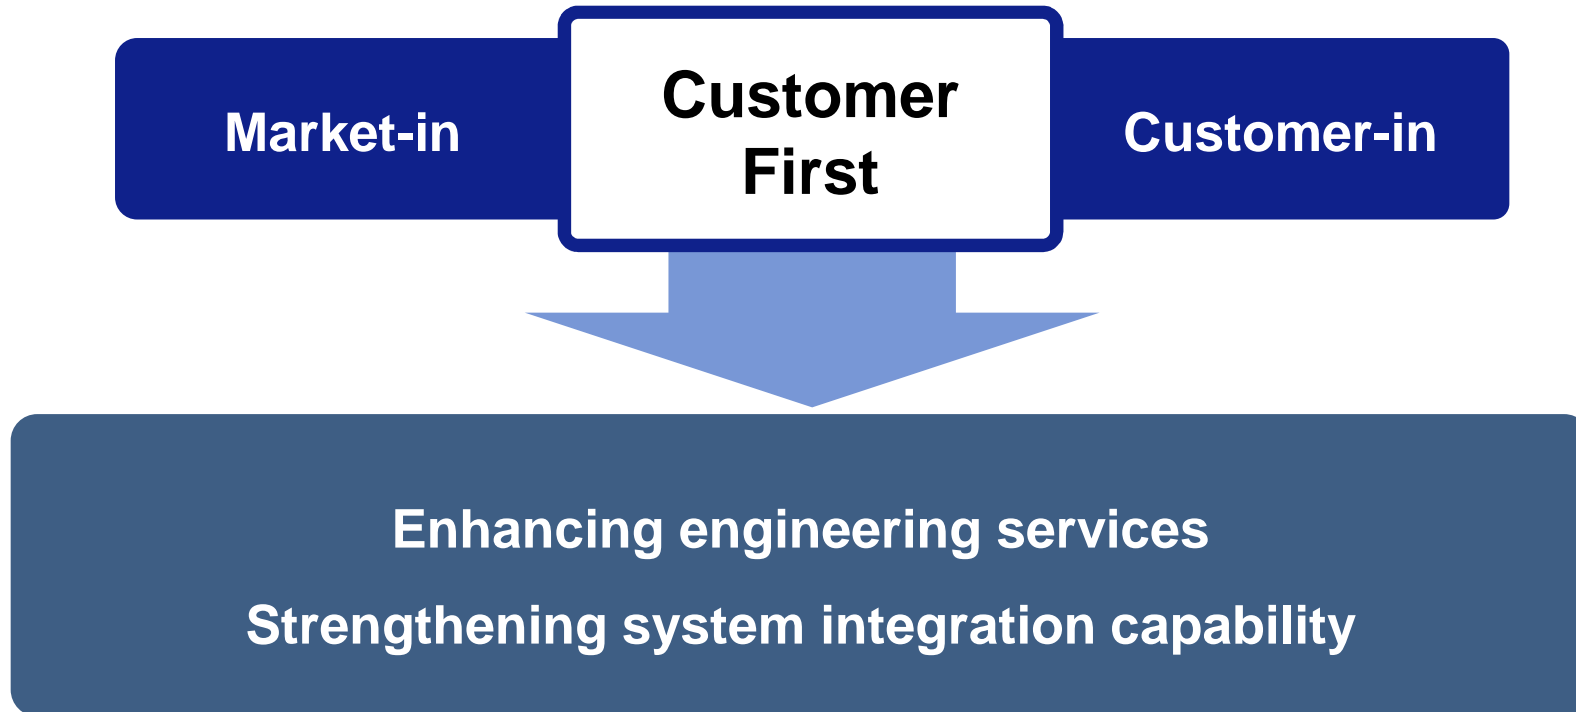 Market-in
Customer
First
Customer-in
Enhancing engineering services
Strengthening system integration capability